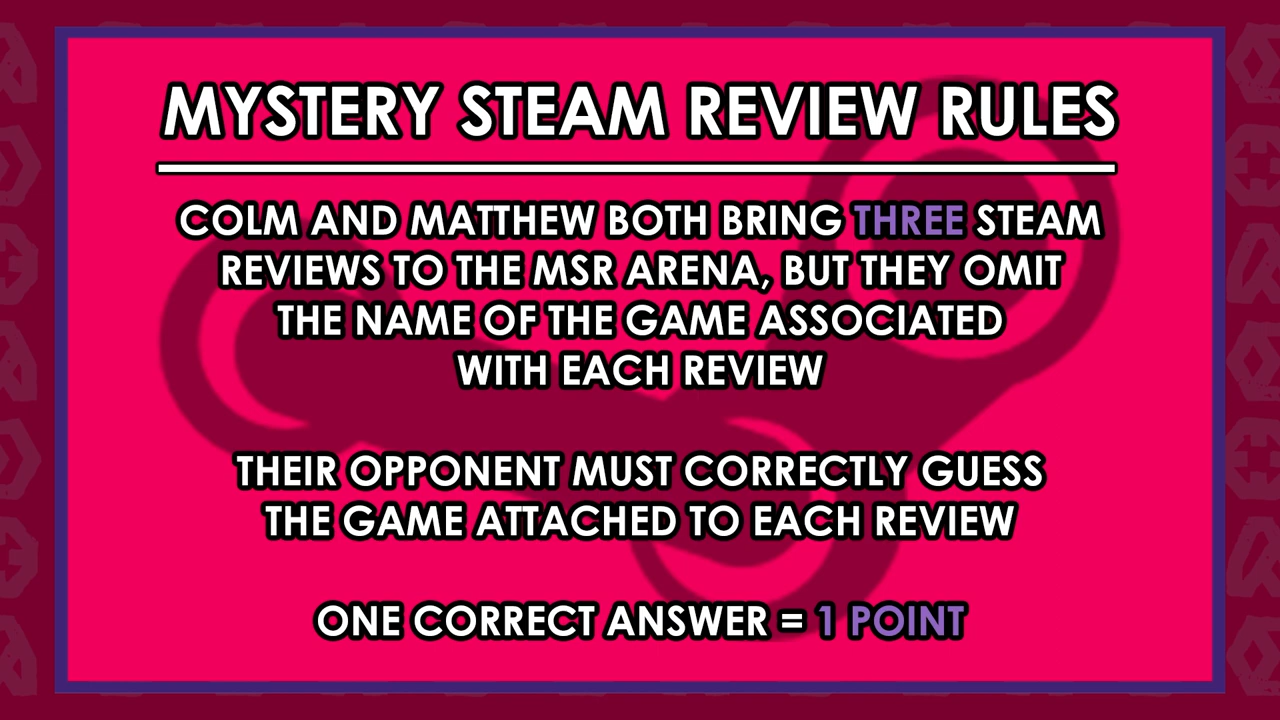 MYSTERY STEAM REVIEW RULES
COLM AND MATTHEW BOTH BRING THREE STEAM
REVIEWS TO THE MSR ARENA, BUT THEY OMIT
THE NAME OF THE GAME ASSOCIATED
WITH EACH REVIEW
THEIR OPPONENT MUST CORRECTLY GUESS
THE GAME ATTACHED TO EACH REVIEW
ONE CORRECT ANSWER = 1 POINT